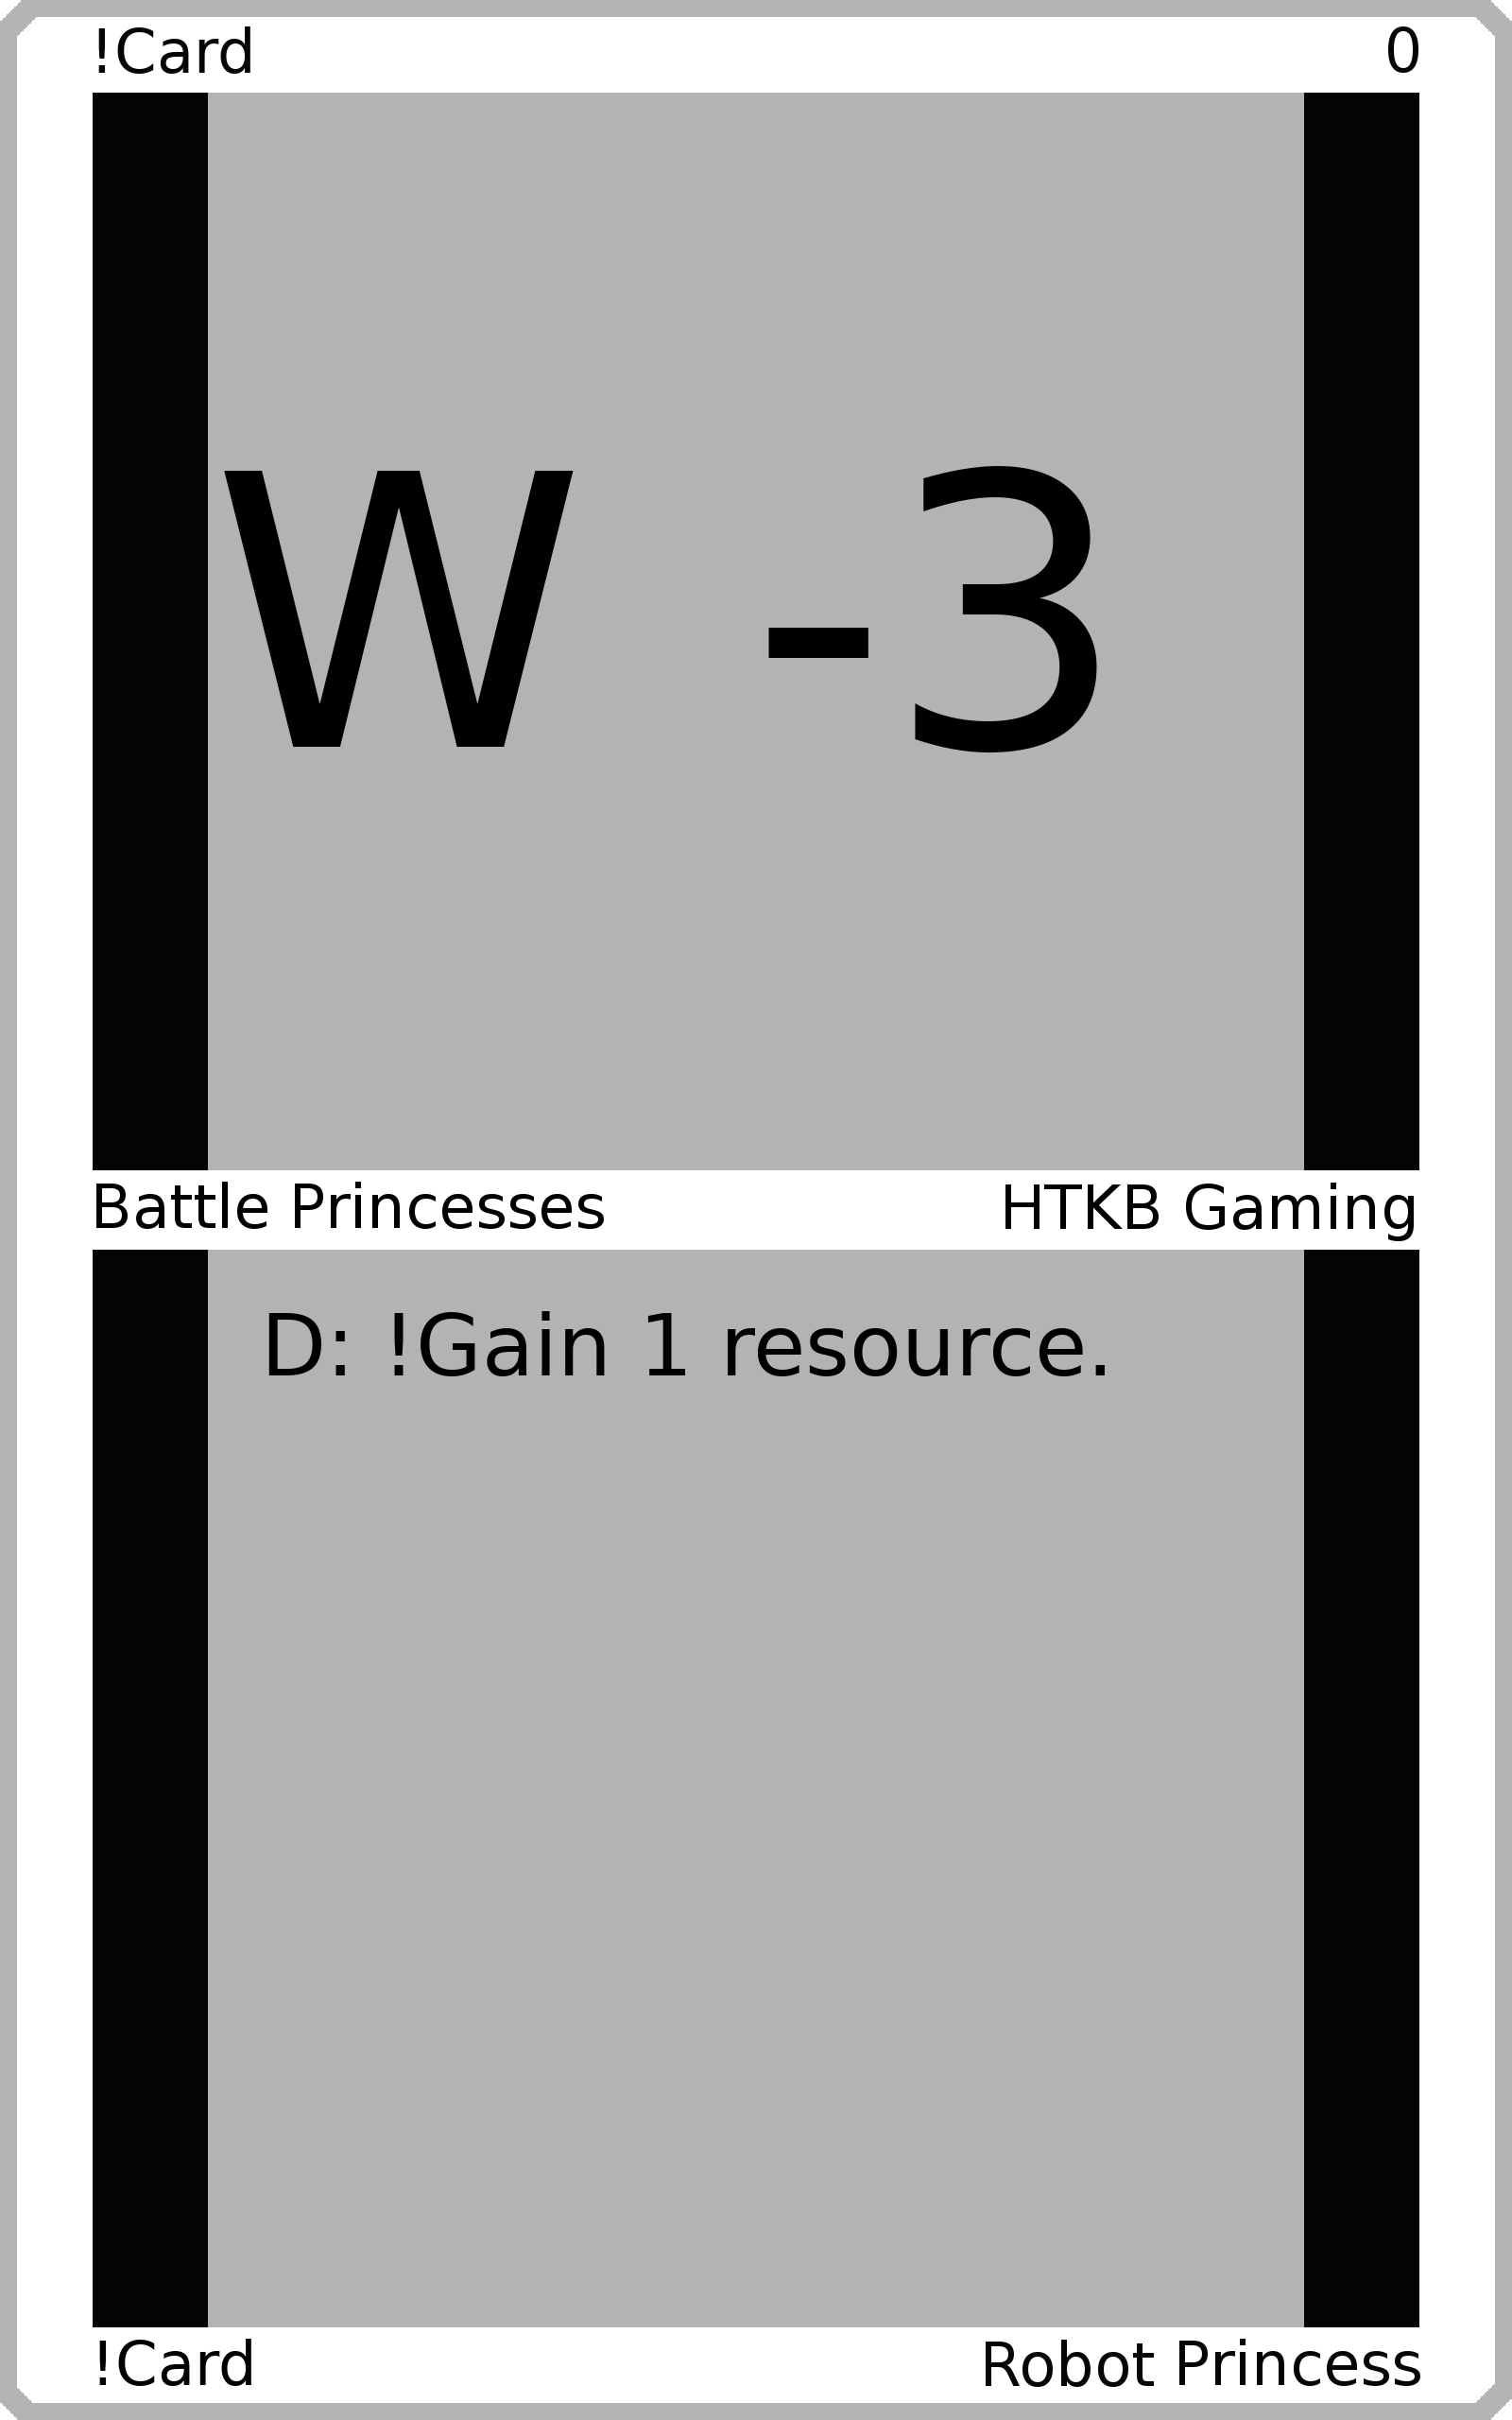 !Card 0
W -3
Battle Princesses HTKB Gaming
D: !Gain 1 resource.
!Card Robot Princess